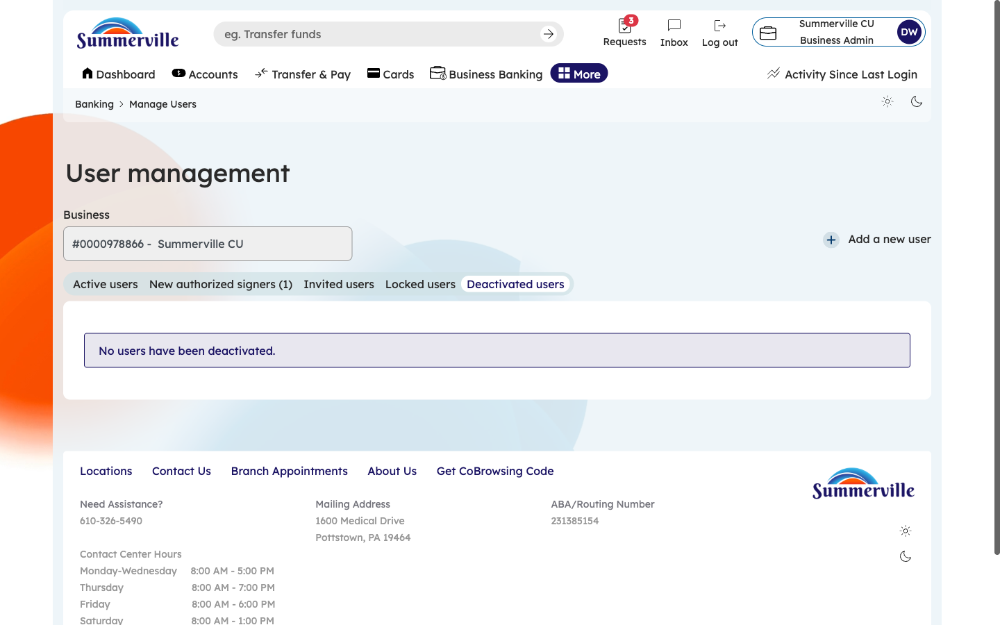 Summerville
eg. Transfer funds
3
Requests
Inbox
Log out
Summerville CU
Business Admin
DW
Dashboard
Accounts
Transfer & Pay
Cards
Business Banking
More
Activity Since Last Login
Banking > Manage Users
User management
Business
#0000978866 - Summerville CU
Add a new user
Active users
New authorized signers (1)
Invited users
Locked users
Deactivated users
No users have been deactivated.
Locations
Contact Us
Branch Appointments
About Us
Get CoBrowsing Code
Summerville
Need Assistance?
610-326-5490
Mailing Address
1600 Medical Drive
Pottstown, PA 19464
ABA/Routing Number
231385154
Contact Center Hours
Monday-Wednesday 8:00 AM - 5:00 PM
Thursday 8:00 AM - 7:00 PM
Friday 8:00 AM - 6:00 PM
Saturday 8:00 AM - 1:00 PM